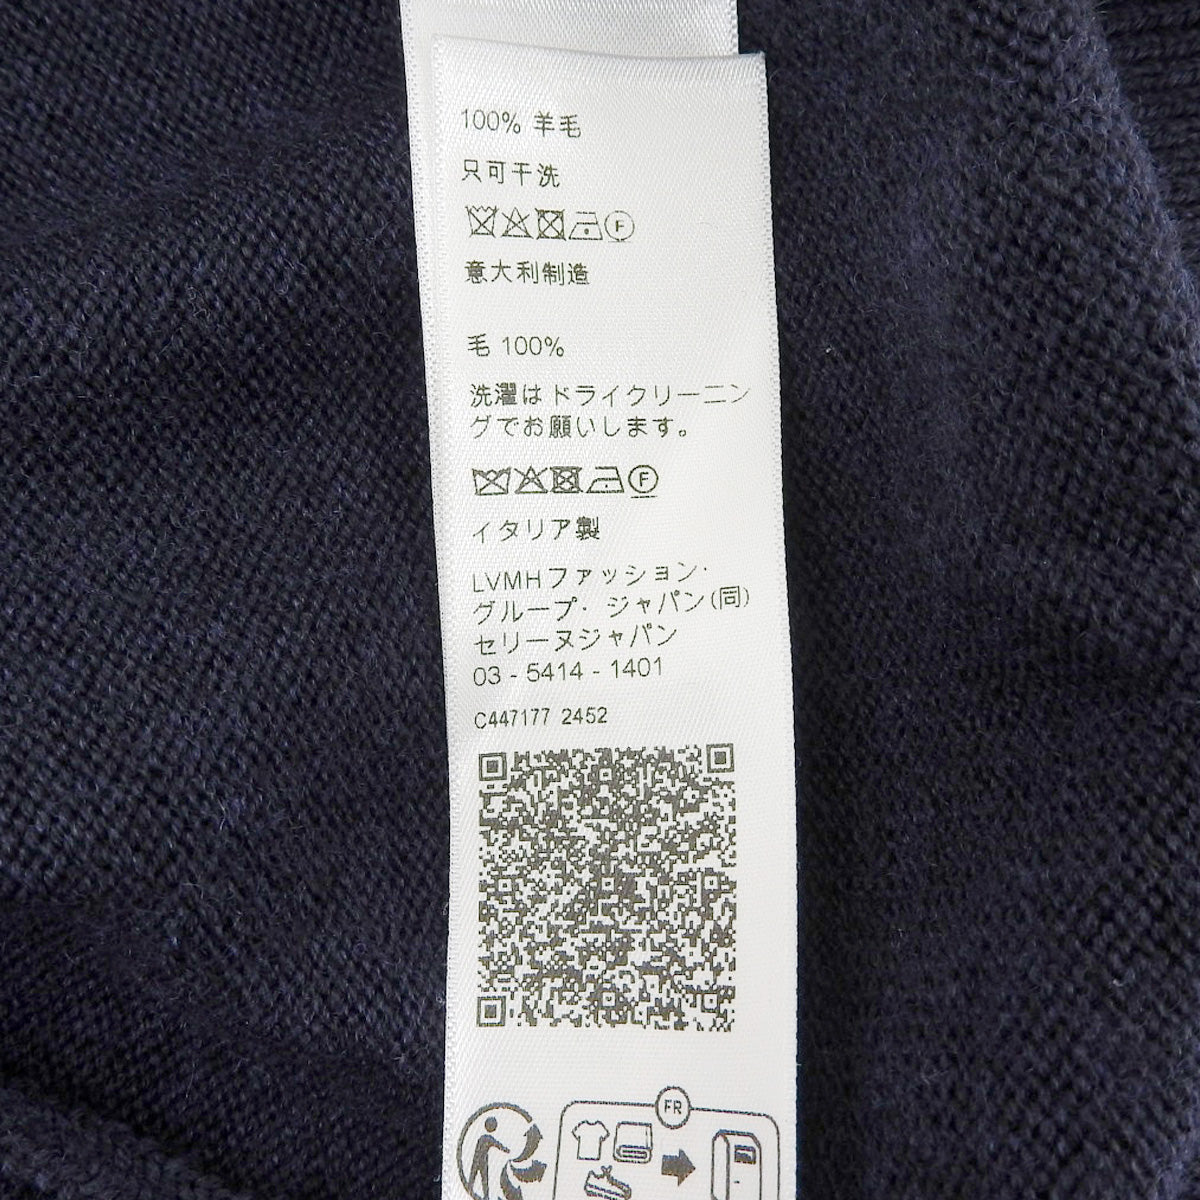 100% 羊毛
只可干洗
F
意大利制造
毛 100%
洗濯はドライクリーニン
グでお願いします。
F
イタリア製
LVMHファッション・
グループ・ジャパン(同)
セリーヌジャパン
03 - 5414 - 1401
C447177 2452
FR